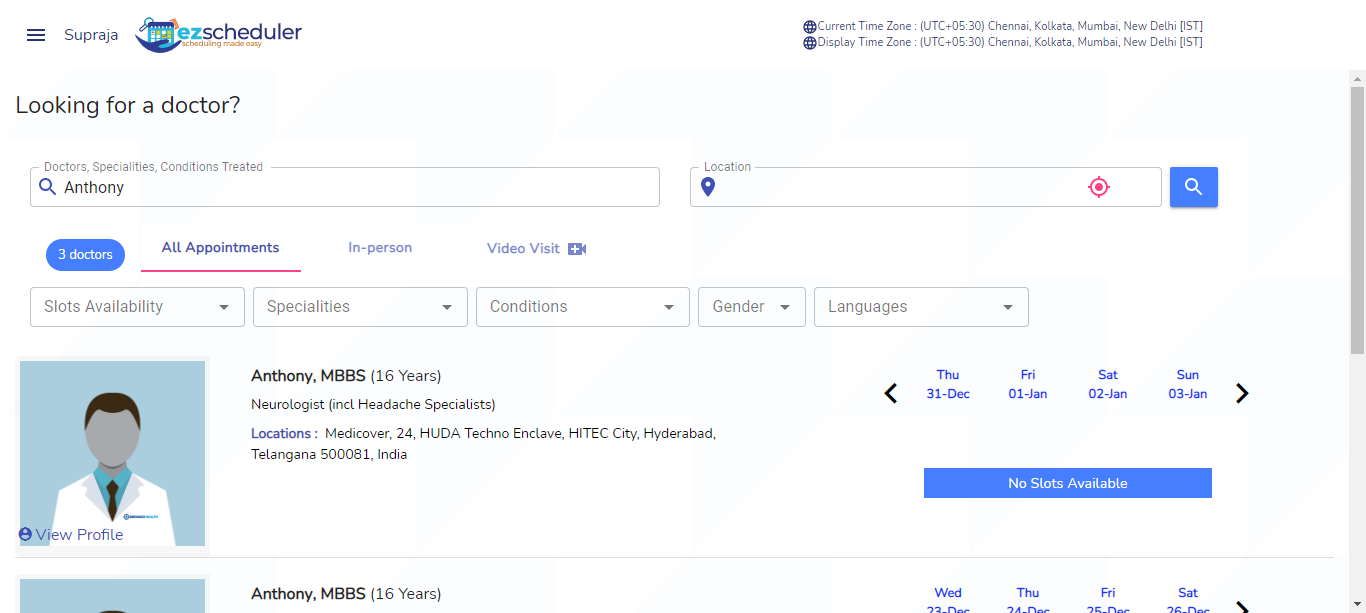 Supraja
ezscheduler
scheduling made easy
Current Time Zone : (UTC+05:30) Chennai, Kolkata, Mumbai, New Delhi [IST]
Display Time Zone : (UTC+05:30) Chennai, Kolkata, Mumbai, New Delhi [IST]
Looking for a doctor?
Doctors, Specialities, Conditions Treated
Anthony
Location
3 doctors
All Appointments
In-person
Video Visit
Slots Availability
Specialities
Conditions
Gender
Languages
Anthony, MBBS (16 Years)
Neurologist (incl Headache Specialists)
Locations : Medicover, 24, HUDA Techno Enclave, HITEC City, Hyderabad,
Telangana 500081, India
View Profile
Thu Fri Sat Sun
31-Dec 01-Jan 02-Jan 03-Jan
No Slots Available
Anthony, MBBS (16 Years)
Wed Thu Fri Sat
23-Dec 24-Dec 25-Dec 26-Dec